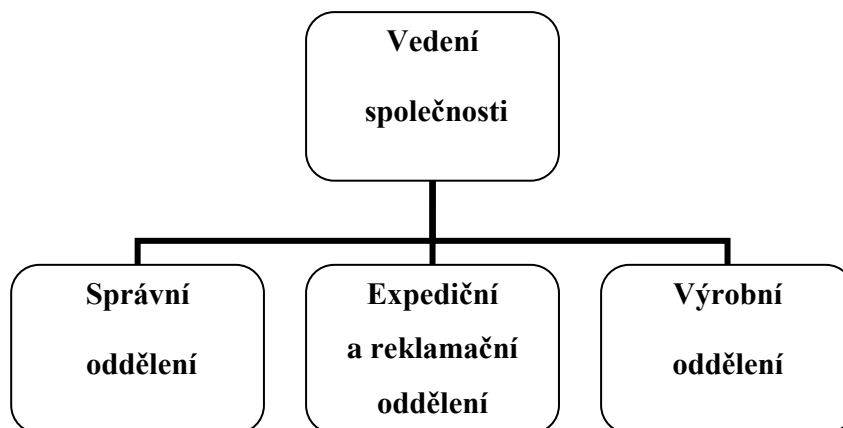 Vedení
společnosti
Správní
oddělení
Expediční
a reklamační
oddělení
Výrobní
oddělení